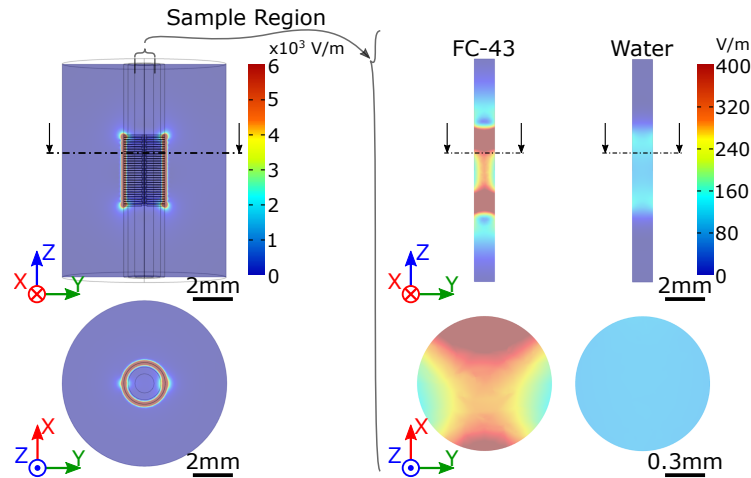 Sample Region
x10³ V/m
6
5
4
3
2
1
0
Z
X
Y
2mm
X
Z
Y
2mm
FC-43
Water
V/m
400
320
240
160
80
0
Z
X
Y
2mm
X
Z
Y
0.3mm